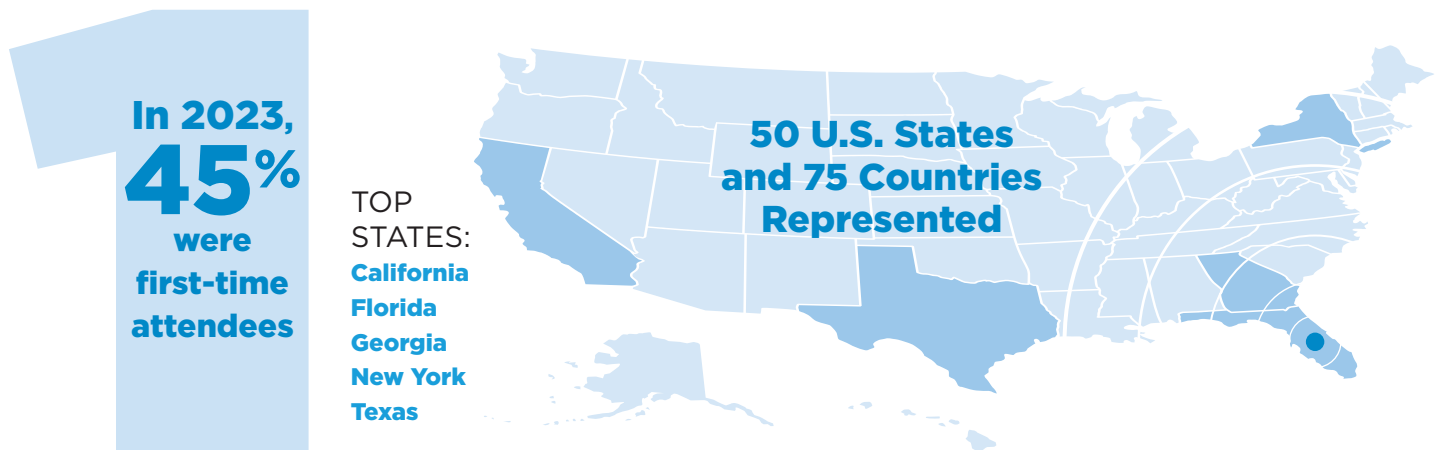 In 2023,
45%
were
first-time
attendees
TOP
STATES:
California
Florida
Georgia
New York
Texas
50 U.S. States
and 75 Countries
Represented